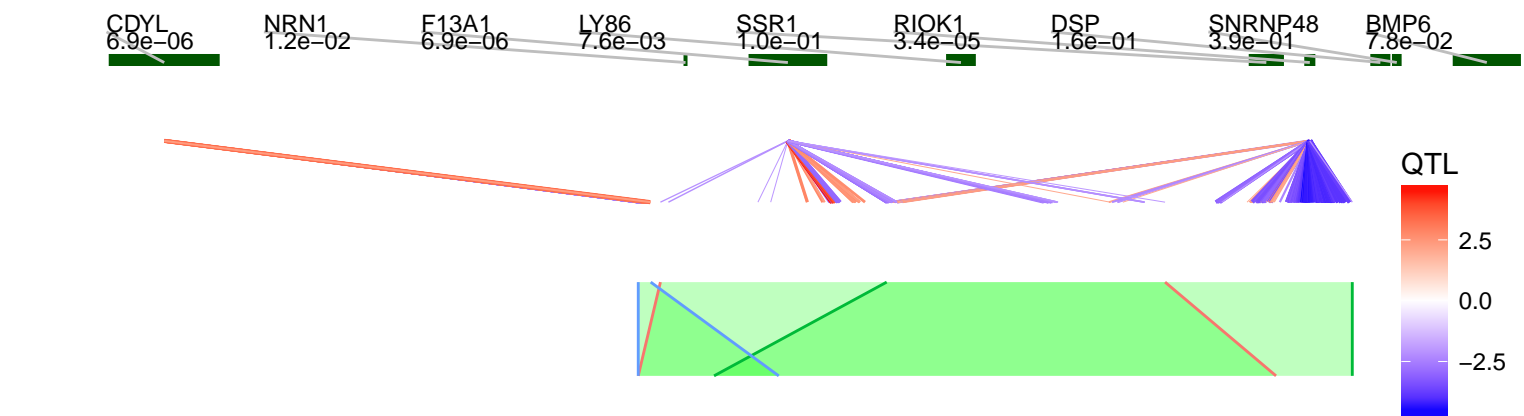 CDYL NRN1 F13A1 LY86 SSR1 RIOK1 DSP SNRNP48 BMP6
6.9e−06 1.2e−02 6.9e−06 7.6e−03 1.0e−01 3.4e−05 1.6e−01 3.9e−01 7.8e−02
QTL
2.5
0.0
−2.5